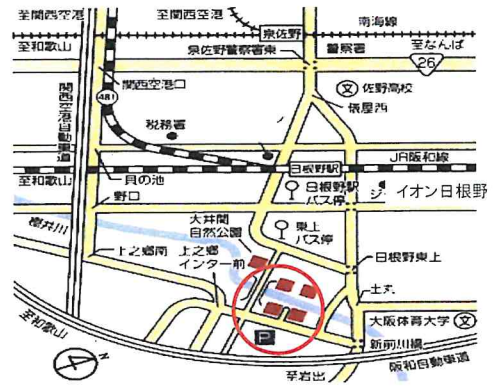 至関西空港
至関西空港
南海線
泉佐野
至和歌山
泉佐野警察署東
警察署
至なんば
26
関西空港口
佐野高校
文
俵屋西
481
関西空港自動車道
税務署
日根野駅
JR阪和線
至和歌山
貝の池
日根野駅
バス停
イオン日根野
野口
大井関
自然公園
東上
バス停
樫井川
上之郷南
上之郷
インター前
日根野東上
土丸
大阪体育大学
文
P
新前川橋
至和歌山
阪和自動車道
至岩出
N